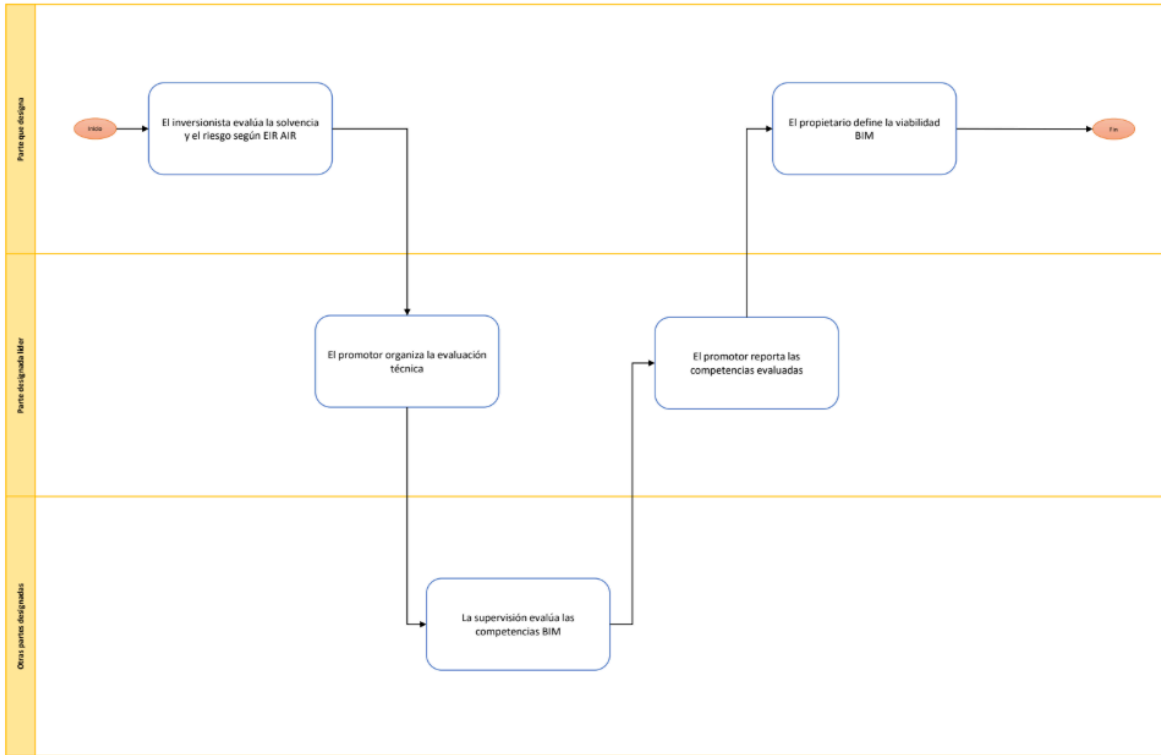 Parte que designa
Inicio
El inversionista evalúa la solvencia
y el riesgo según EIR AIR
El propietario define la viabilidad
BIM
Fin
Parte designada líder
El promotor organiza la evaluación
técnica
El promotor reporta las
competencias evaluadas
Otras partes designadas
La supervisión evalúa las
competencias BIM